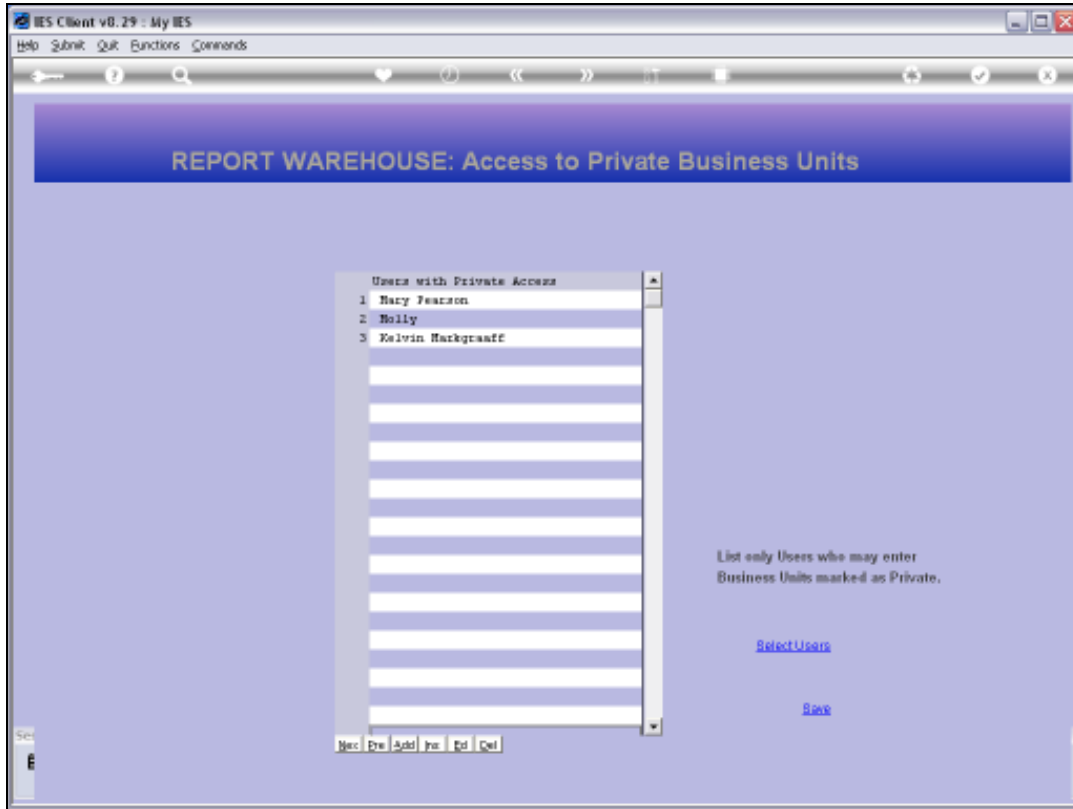 IES Client v8.29 : My IES
Help Submit Quit Functions Commands
REPORT WAREHOUSE: Access to Private Business Units
Users with Private Access
1 Mary Pearson
2 Molly
3 Kelvin Markgraaff
List only Users who may enter
Business Units marked as Private.
Select Users
Save
Nex Pre Add Ins Ed Del